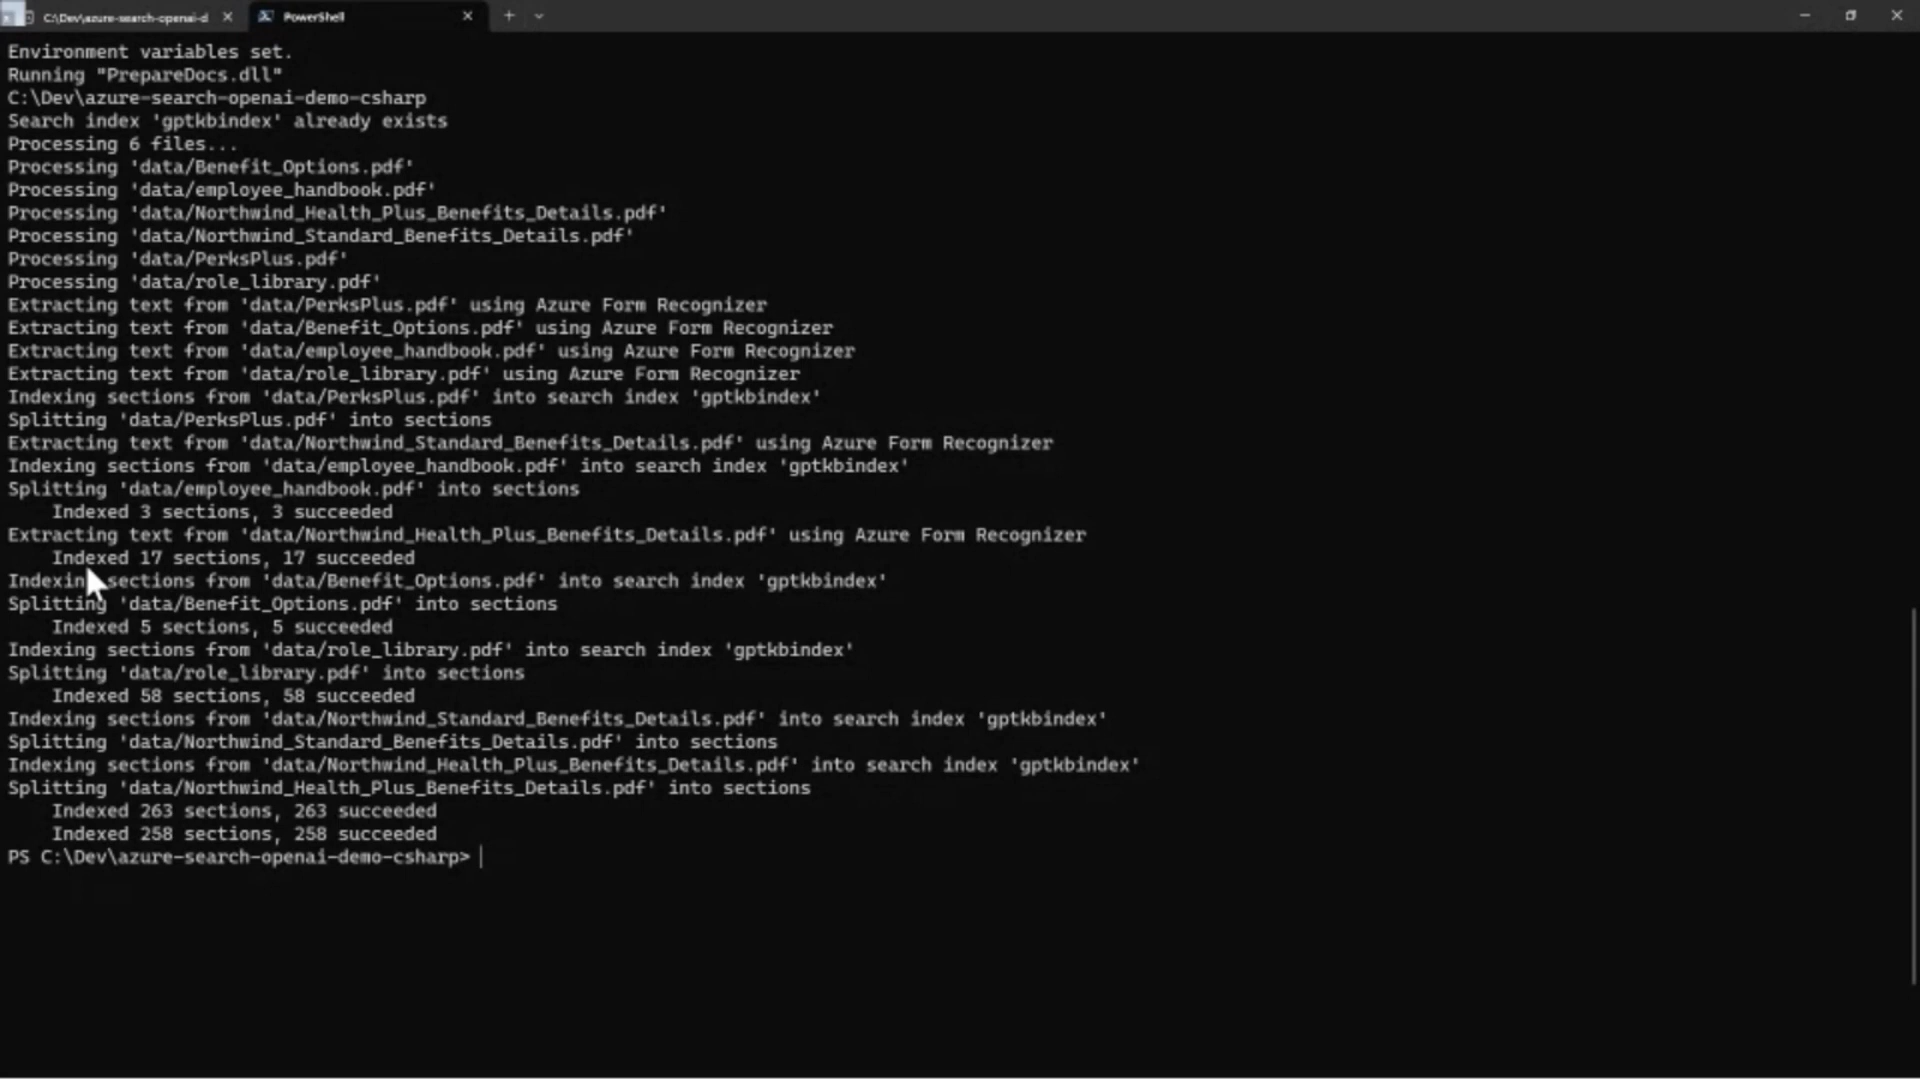 C:\Dev\azure-search-openai-d
PowerShell
Environment variables set.
Running "PrepareDocs.dll"
C:\Dev\azure-search-openai-demo-csharp
Search index 'gptkbindex' already exists
Processing 6 files...
Processing 'data/Benefit_Options.pdf'
Processing 'data/employee_handbook.pdf'
Processing 'data/Northwind_Health_Plus_Benefits_Details.pdf'
Processing 'data/Northwind_Standard_Benefits_Details.pdf'
Processing 'data/PerksPlus.pdf'
Processing 'data/role_library.pdf'
Extracting text from 'data/PerksPlus.pdf' using Azure Form Recognizer
Extracting text from 'data/Benefit_Options.pdf' using Azure Form Recognizer
Extracting text from 'data/employee_handbook.pdf' using Azure Form Recognizer
Extracting text from 'data/role_library.pdf' using Azure Form Recognizer
Indexing sections from 'data/PerksPlus.pdf' into search index 'gptkbindex'
Splitting 'data/PerksPlus.pdf' into sections
Extracting text from 'data/Northwind_Standard_Benefits_Details.pdf' using Azure Form Recognizer
Indexing sections from 'data/employee_handbook.pdf' into search index 'gptkbindex'
Splitting 'data/employee_handbook.pdf' into sections
    Indexed 3 sections, 3 succeeded
Extracting text from 'data/Northwind_Health_Plus_Benefits_Details.pdf' using Azure Form Recognizer
    Indexed 17 sections, 17 succeeded
Indexing sections from 'data/Benefit_Options.pdf' into search index 'gptkbindex'
Splitting 'data/Benefit_Options.pdf' into sections
    Indexed 5 sections, 5 succeeded
Indexing sections from 'data/role_library.pdf' into search index 'gptkbindex'
Splitting 'data/role_library.pdf' into sections
    Indexed 58 sections, 58 succeeded
Indexing sections from 'data/Northwind_Standard_Benefits_Details.pdf' into search index 'gptkbindex'
Splitting 'data/Northwind_Standard_Benefits_Details.pdf' into sections
Indexing sections from 'data/Northwind_Health_Plus_Benefits_Details.pdf' into search index 'gptkbindex'
Splitting 'data/Northwind_Health_Plus_Benefits_Details.pdf' into sections
    Indexed 263 sections, 263 succeeded
    Indexed 258 sections, 258 succeeded
PS C:\Dev\azure-search-openai-demo-csharp>